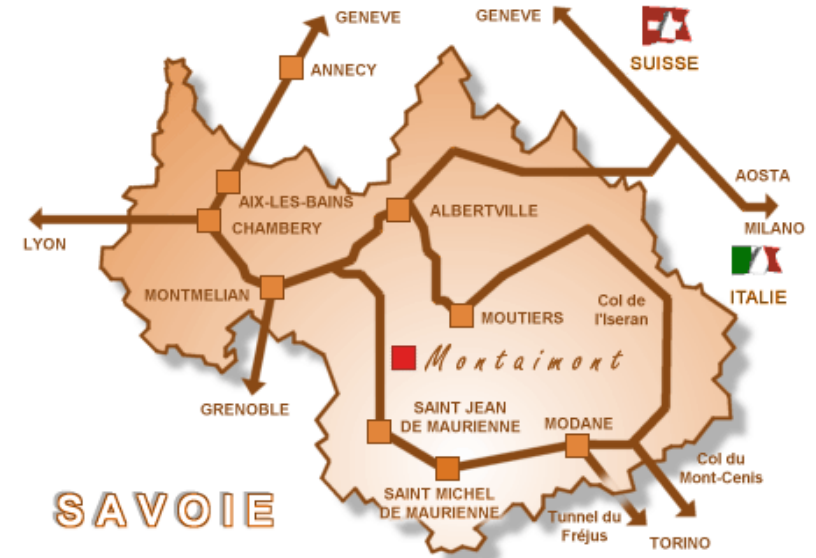 GENEVE
GENEVE
SUISSE
ANNECY
AOSTA
AIX-LES-BAINS
ALBERTVILLE
CHAMBERY
MILANO
LYON
MONTMELIAN
ITALIE
Col de
l'Iseran
MOUTIERS
Montaimont
GRENOBLE
SAINT JEAN
DE MAURIENNE
MODANE
Col du
Mont-Cenis
SAINT MICHEL
DE MAURIENNE
SAVOIE
Tunnel du
Fréjus
TORINO